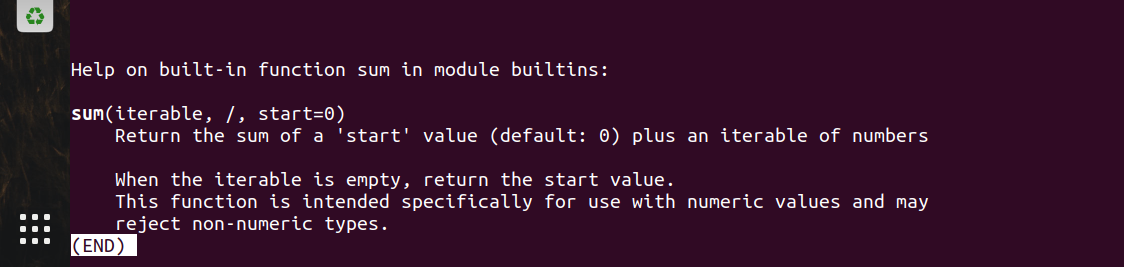 Help on built-in function sum in module builtins:
sum(iterable, /, start=0)
Return the sum of a 'start' value (default: 0) plus an iterable of numbers
When the iterable is empty, return the start value.
This function is intended specifically for use with numeric values and may
reject non-numeric types.
(END)